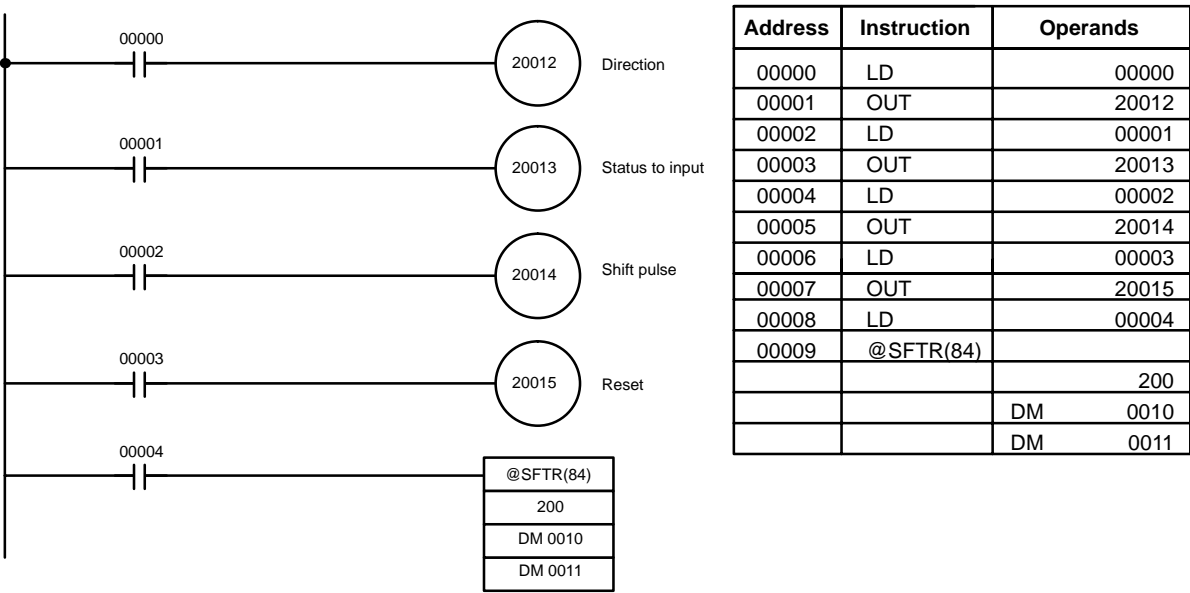 00000
20012 Direction
00001
20013 Status to input
00002
20014 Shift pulse
00003
20015 Reset
00004
@SFTR(84)
200
DM 0010
DM 0011
Address Instruction Operands
00000 LD 00000
00001 OUT 20012
00002 LD 00001
00003 OUT 20013
00004 LD 00002
00005 OUT 20014
00006 LD 00003
00007 OUT 20015
00008 LD 00004
00009 @SFTR(84)
200
DM 0010
DM 0011